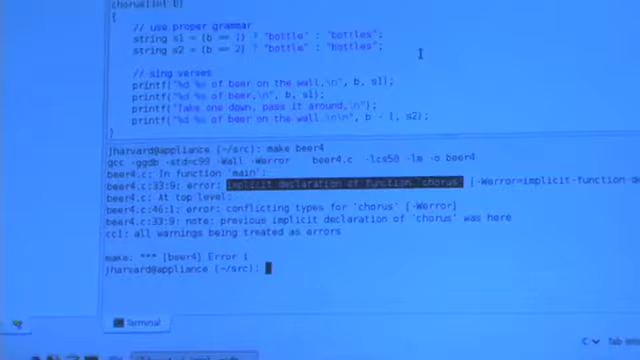 chorus(int b)
{
// use proper grammar
string s1 = (b == 1) ? "bottle" : "bottles";
string s2 = (b == 2) ? "bottle" : "bottles";
// sing verses
printf("%d %s of beer on the wall,\n", b, s1);
printf("%d %s of beer,\n", b, s1);
printf("Take one down, pass it around,\n");
printf("%d %s of beer on the wall.\n\n", b - 1, s2);
}
jharvard@appliance (~/src): make beer4
gcc -ggdb -std=c99 -Wall -Werror beer4.c -lcs50 -lm -o beer4
beer4.c: In function 'main':
beer4.c:33:9: error: implicit declaration of function 'chorus' [-Werror=implicit-function-de
beer4.c: At top level:
beer4.c:46:1: error: conflicting types for 'chorus' [-Werror]
beer4.c:33:9: note: previous implicit declaration of 'chorus' was here
cc1: all warnings being treated as errors
make: *** [beer4] Error 1
jharvard@appliance (~/src):
Terminal
C Tab